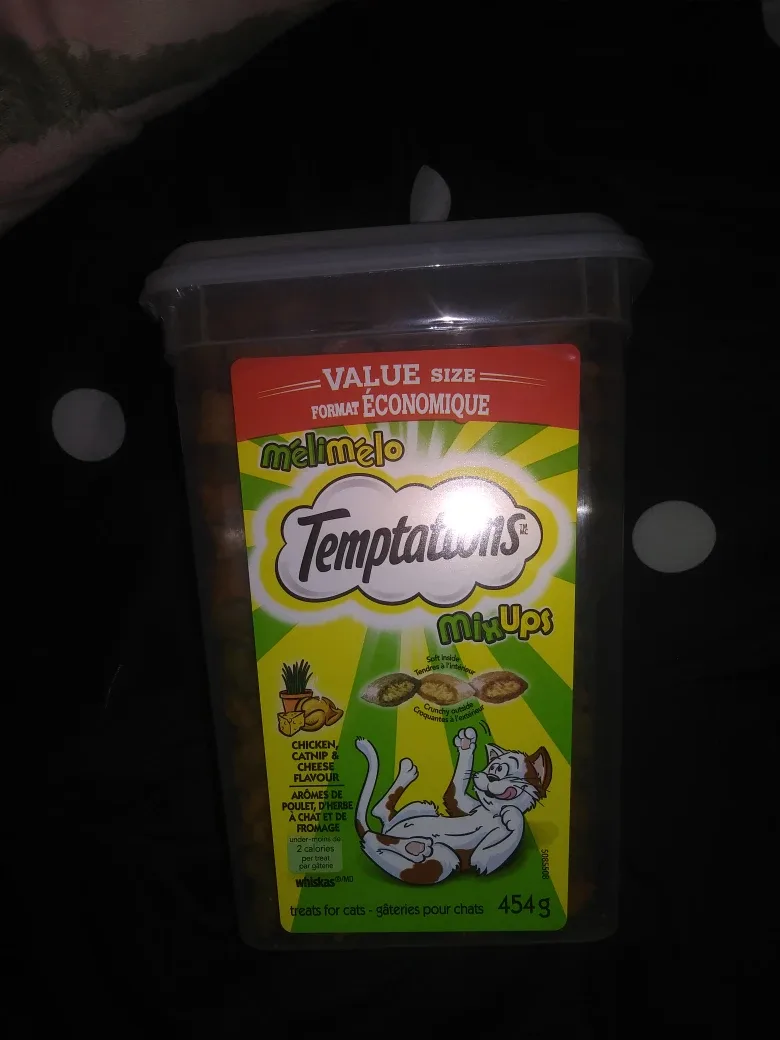 VALUE SIZE
FORMAT ÉCONOMIQUE
mélimélo
Temptations TM MC
MixUps
Soft inside
Tendres à l'intérieur
Crunchy outside
Croquantes à l'extérieur
CHICKEN,
CATNIP &
CHEESE
FLAVOUR
ARÔMES DE
POULET, D'HERBE
À CHAT ET DE
FROMAGE
under-moins de
2 calories
per treat
par gâterie
whiskas®/MD
treats for cats - gâteries pour chats 454 g